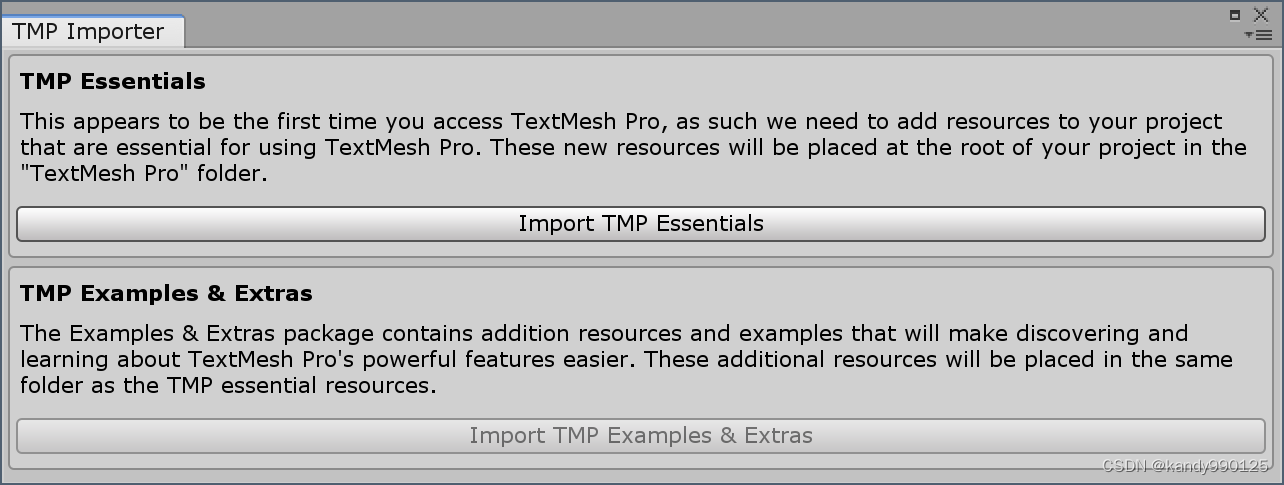 TMP Importer
TMP Essentials
This appears to be the first time you access TextMesh Pro, as such we need to add resources to your project
that are essential for using TextMesh Pro. These new resources will be placed at the root of your project in the
"TextMesh Pro" folder.
Import TMP Essentials
TMP Examples & Extras
The Examples & Extras package contains addition resources and examples that will make discovering and
learning about TextMesh Pro's powerful features easier. These additional resources will be placed in the same
folder as the TMP essential resources.
Import TMP Examples & Extras
CSDN @kandy990125